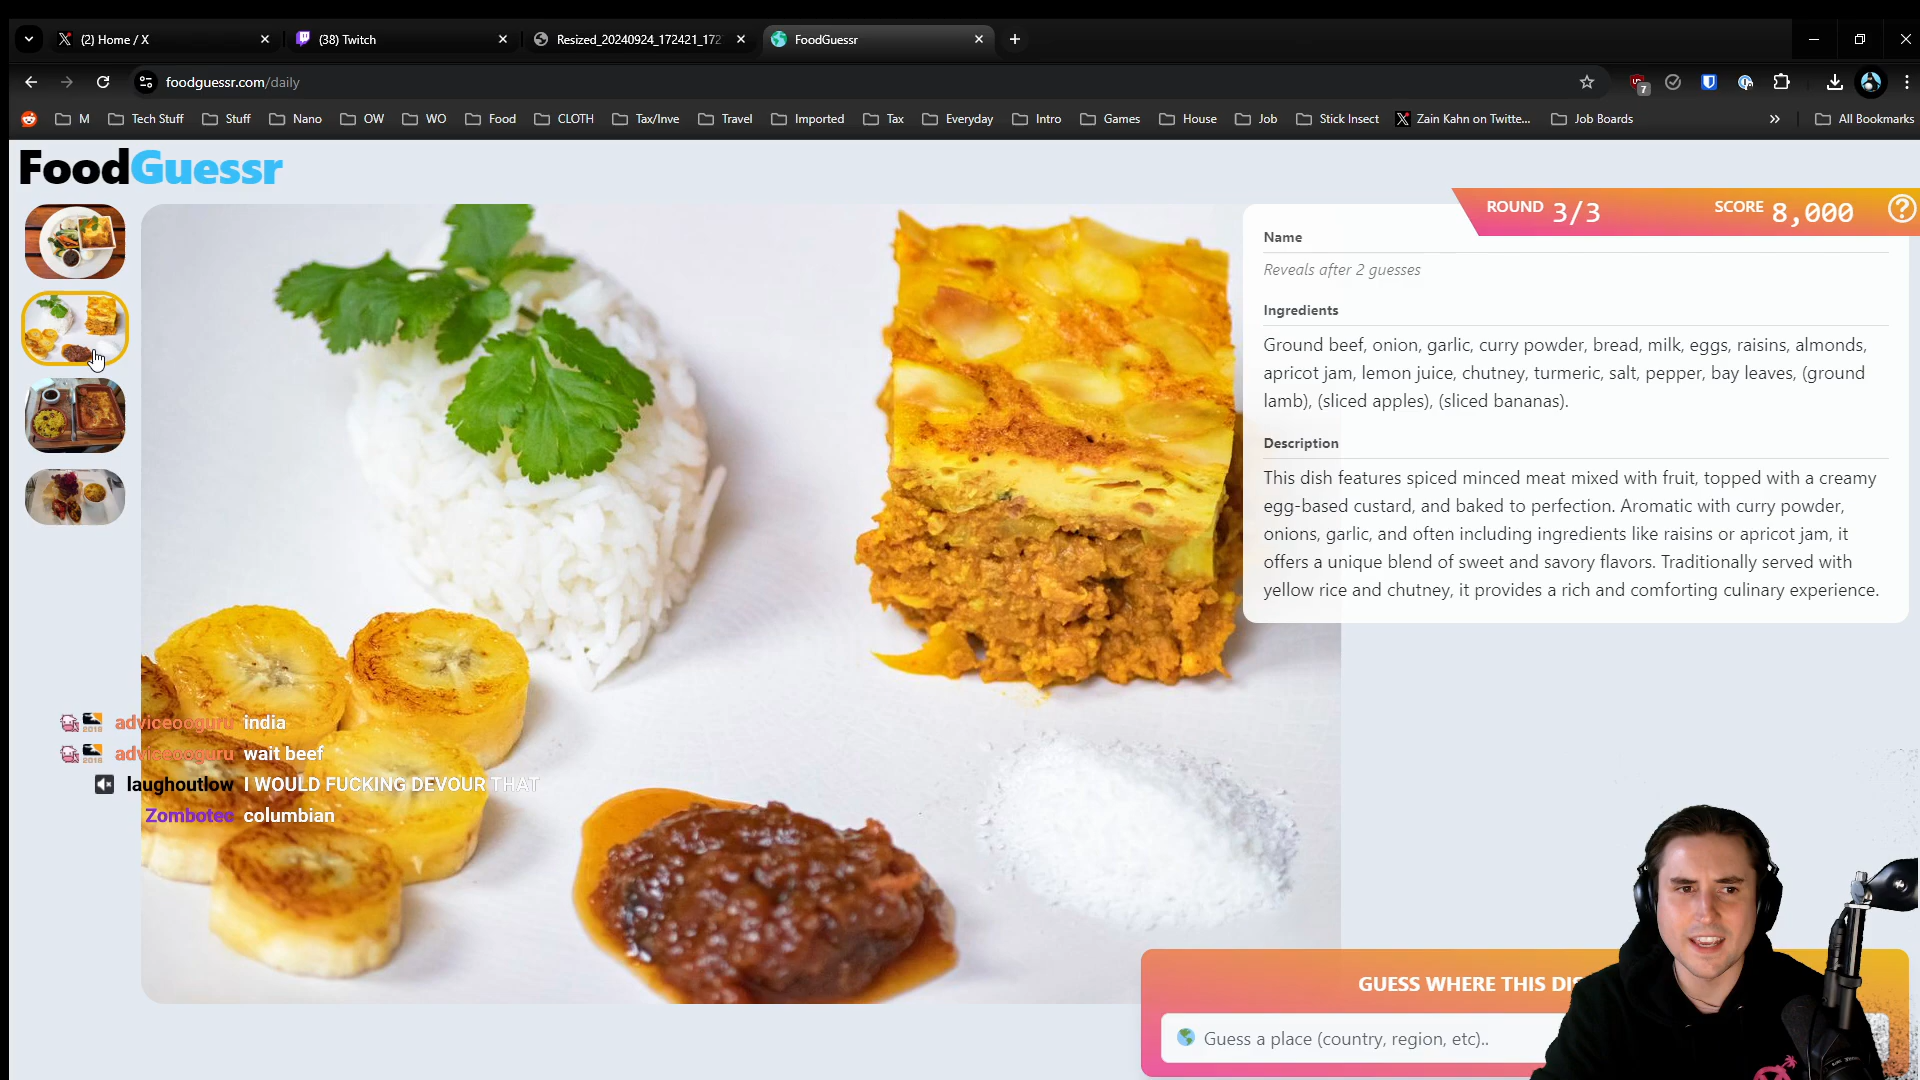 (2) Home / X
(38) Twitch
Resized_20240924_172421_172
FoodGuessr
foodguessr.com/daily
7
M
Tech Stuff
Stuff
Nano
OW
WO
Food
CLOTH
Tax/Inve
Travel
Imported
Tax
Everyday
Intro
Games
House
Job
Stick Insect
Zain Kahn on Twitte...
Job Boards
All Bookmarks
FoodGuessr
ROUND 3/3
SCORE 8,000
Name
Reveals after 2 guesses
Ingredients
Ground beef, onion, garlic, curry powder, bread, milk, eggs, raisins, almonds,
apricot jam, lemon juice, chutney, turmeric, salt, pepper, bay leaves, (ground
lamb), (sliced apples), (sliced bananas).
Description
This dish features spiced minced meat mixed with fruit, topped with a creamy
egg-based custard, and baked to perfection. Aromatic with curry powder,
onions, garlic, and often including ingredients like raisins or apricot jam, it
offers a unique blend of sweet and savory flavors. Traditionally served with
yellow rice and chutney, it provides a rich and comforting culinary experience.
adviceooguru india
adviceooguru wait beef
laughoutlow I WOULD FUCKING DEVOUR THAT
Zombotec columbian
GUESS WHERE THIS DIS
Guess a place (country, region, etc)..